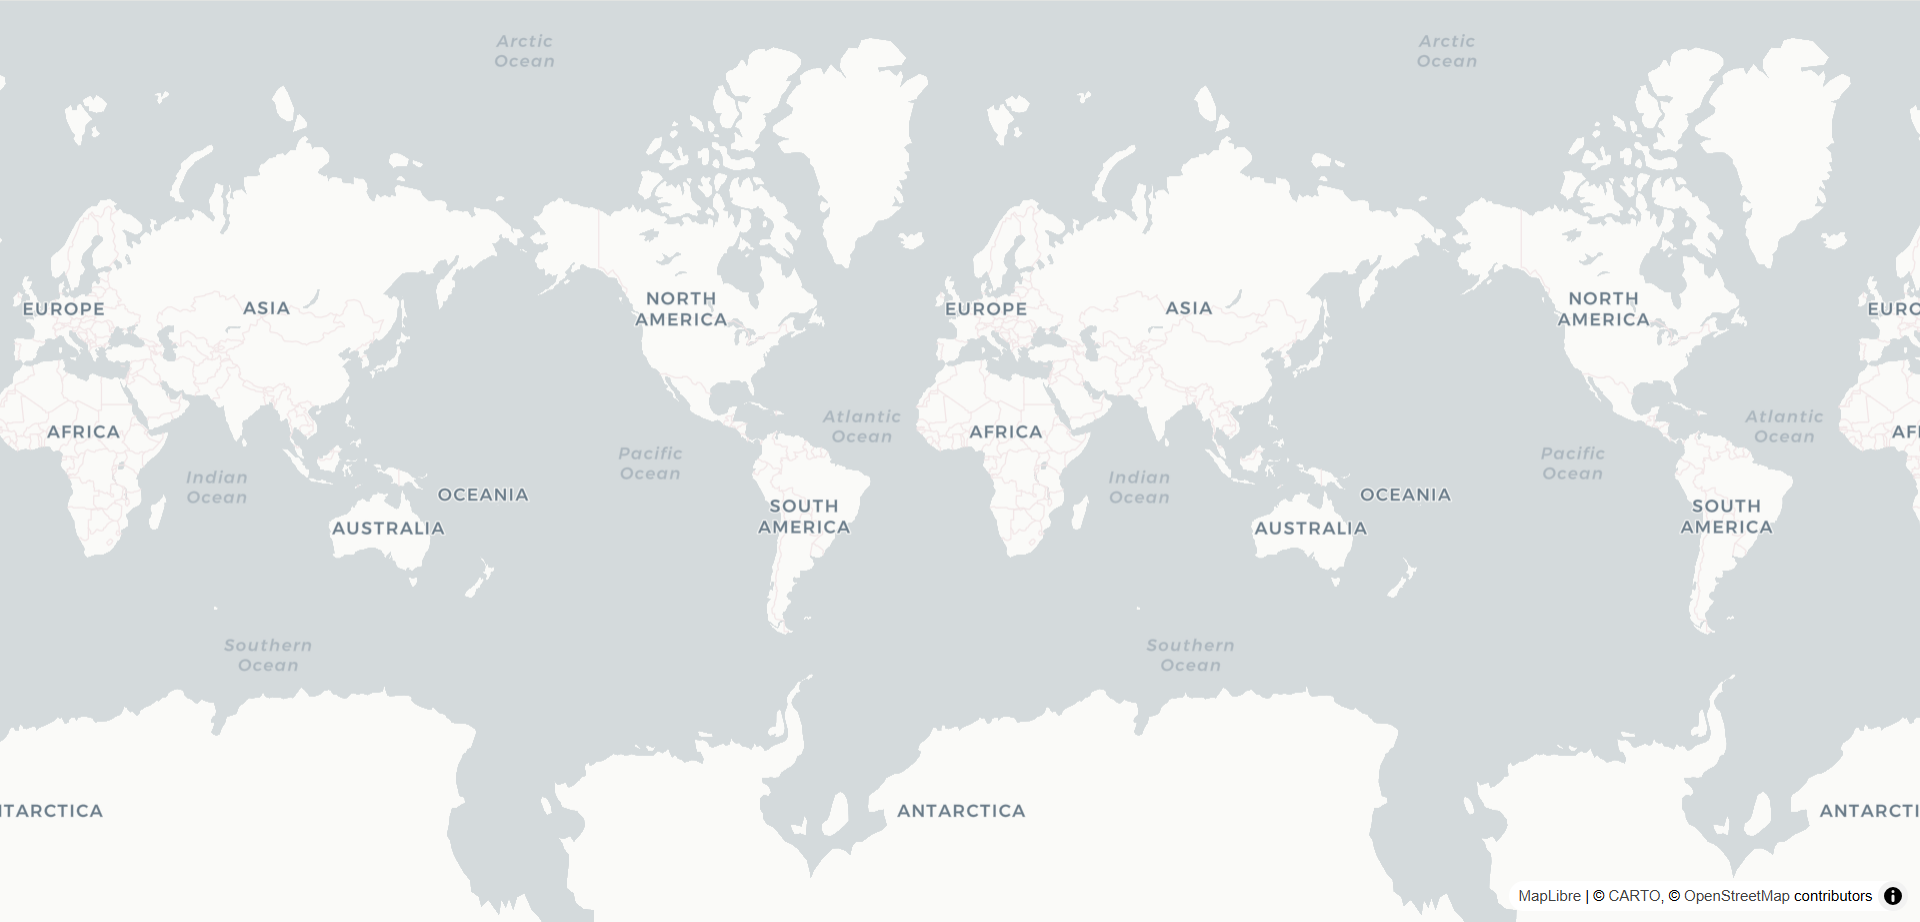 Arctic
Ocean
Arctic
Ocean
EUROPE
ASIA
NORTH
AMERICA
EUROPE
ASIA
NORTH
AMERICA
EURO
AFRICA
Atlantic
Ocean
AFRICA
Atlantic
Ocean
AF
Pacific
Ocean
Pacific
Ocean
Indian
Ocean
Indian
Ocean
OCEANIA
OCEANIA
SOUTH
AMERICA
SOUTH
AMERICA
AUSTRALIA
AUSTRALIA
Southern
Ocean
Southern
Ocean
NTARCTICA
ANTARCTICA
ANTARCTI
MapLibre | © CARTO, © OpenStreetMap contributors